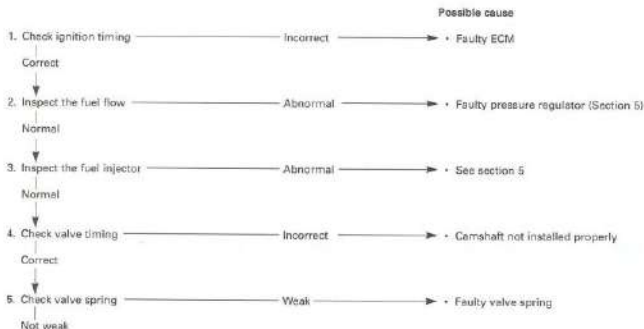 Possible cause
1. Check ignition timing Incorrect • Faulty ECM
Correct
2. Inspect the fuel flow Abnormal • Faulty pressure regulator (Section 5)
Normal
3. Inspect the fuel injector Abnormal • See section 5
Normal
4. Check valve timing Incorrect • Camshaft not installed properly
Correct
5. Check valve spring Weak • Faulty valve spring
Not weak